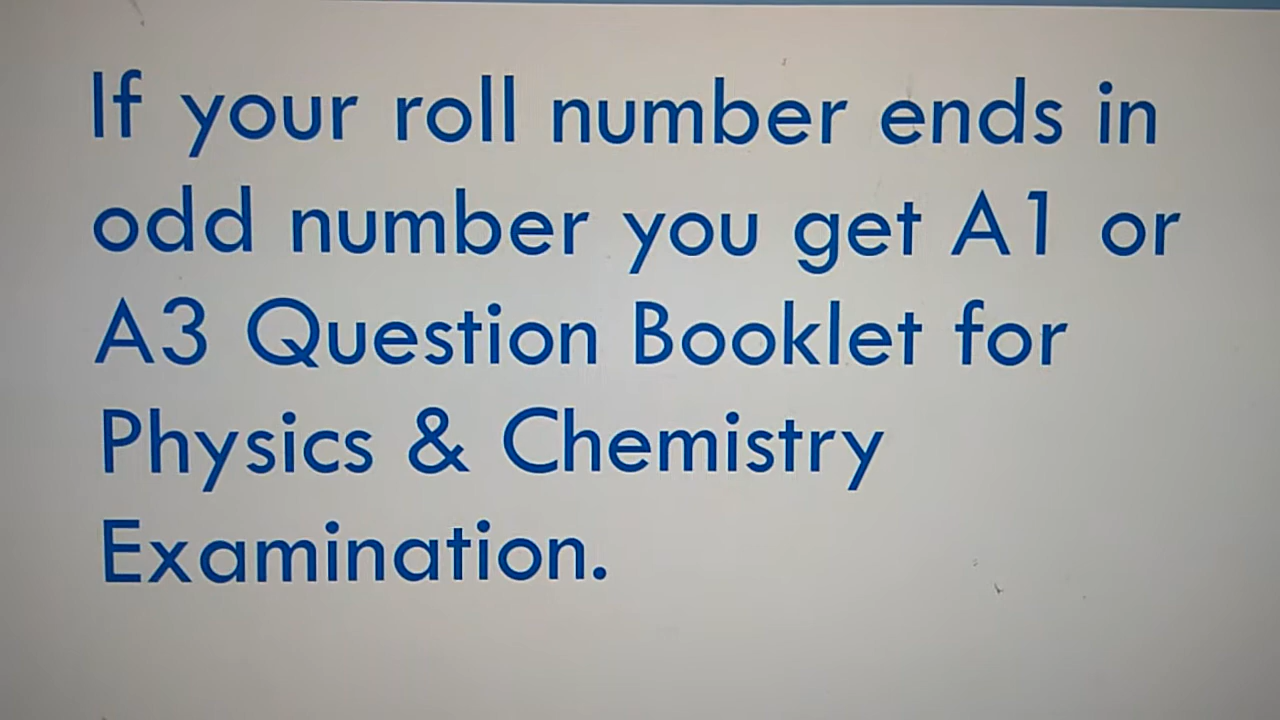 If your roll number ends in
odd number you get A1 or
A3 Question Booklet for
Physics & Chemistry
Examination.